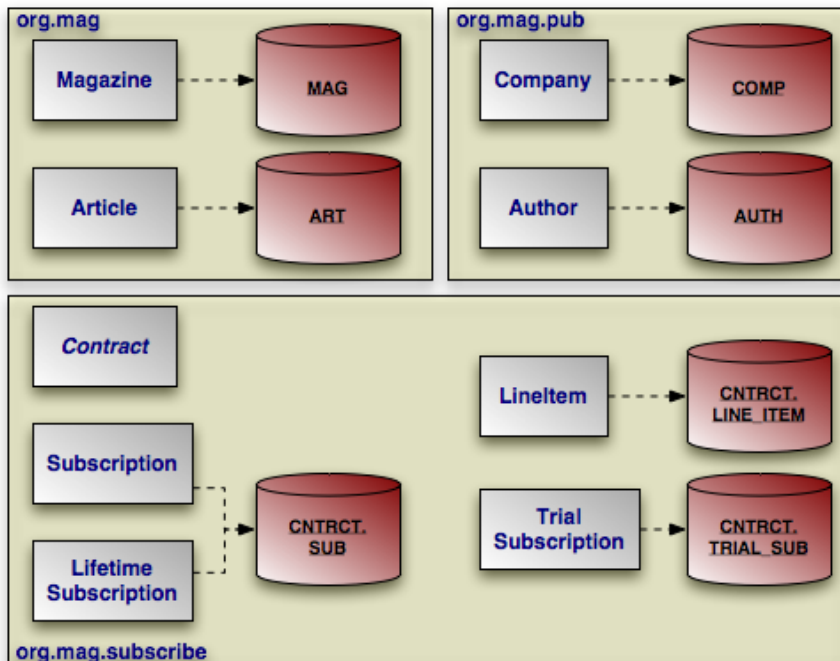 org.mag
Magazine
MAG
Article
ART
org.mag.pub
Company
COMP
Author
AUTH
Contract
Subscription
Lifetime
Subscription
CNTRCT.
SUB
LineItem
CNTRCT.
LINE_ITEM
Trial
Subscription
CNTRCT.
TRIAL_SUB
org.mag.subscribe